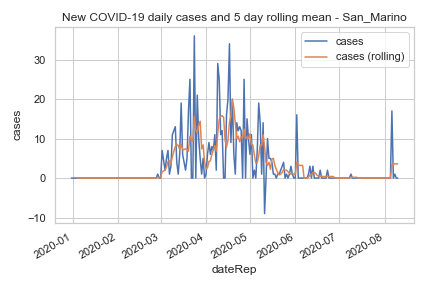 New COVID-19 daily cases and 5 day rolling mean - San_Marino
cases
cases (rolling)
cases
30
20
10
0
−10
2020-01
2020-02
2020-03
2020-04
2020-05
2020-06
2020-07
2020-08
dateRep